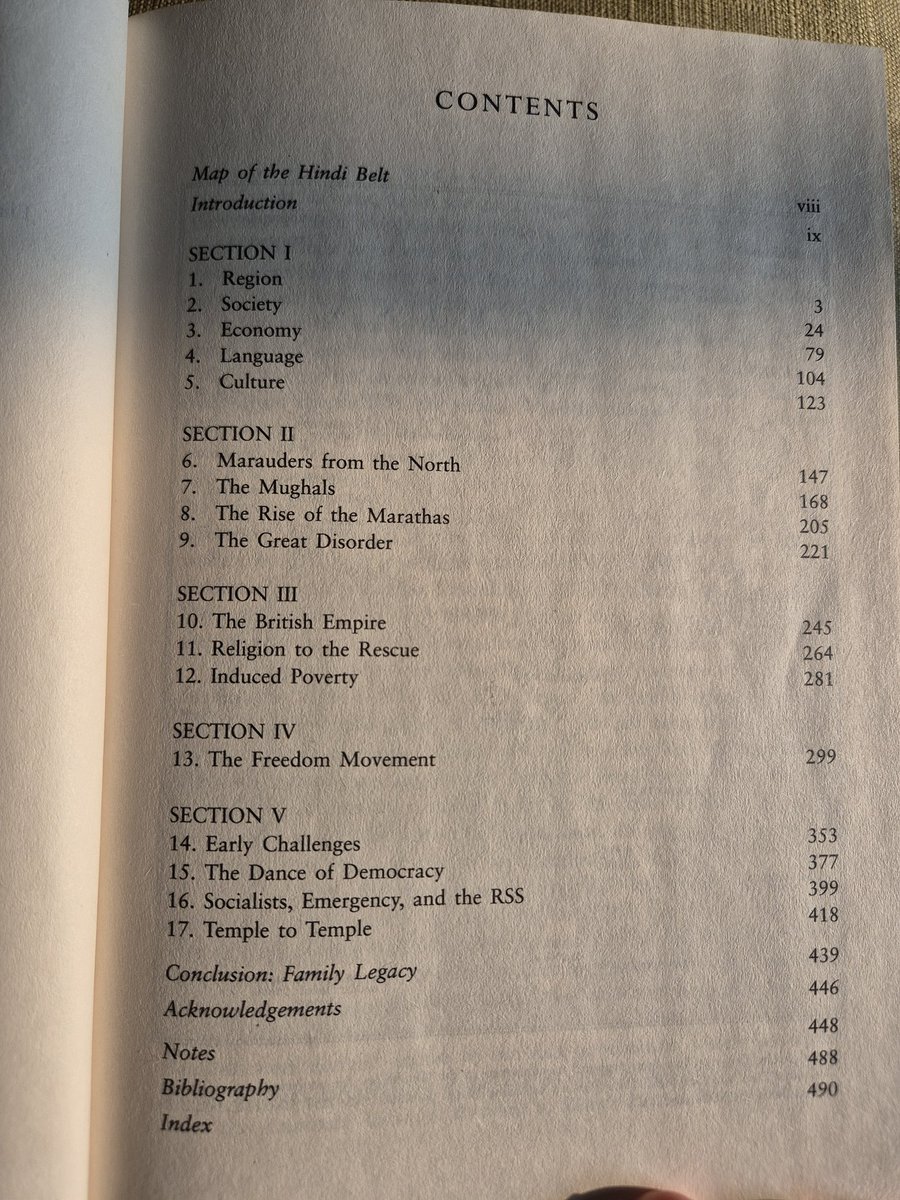 CONTENTS
Map of the Hindi Belt viii
Introduction ix
SECTION I
1. Region 3
2. Society 24
3. Economy 79
4. Language 104
5. Culture 123
SECTION II
6. Marauders from the North 147
7. The Mughals 168
8. The Rise of the Marathas 205
9. The Great Disorder 221
SECTION III
10. The British Empire 245
11. Religion to the Rescue 264
12. Induced Poverty 281
SECTION IV
13. The Freedom Movement 299
SECTION V
14. Early Challenges 353
15. The Dance of Democracy 377
16. Socialists, Emergency, and the RSS 399
17. Temple to Temple 418
Conclusion: Family Legacy 439
Acknowledgements 446
Notes 448
Bibliography 488
Index 490